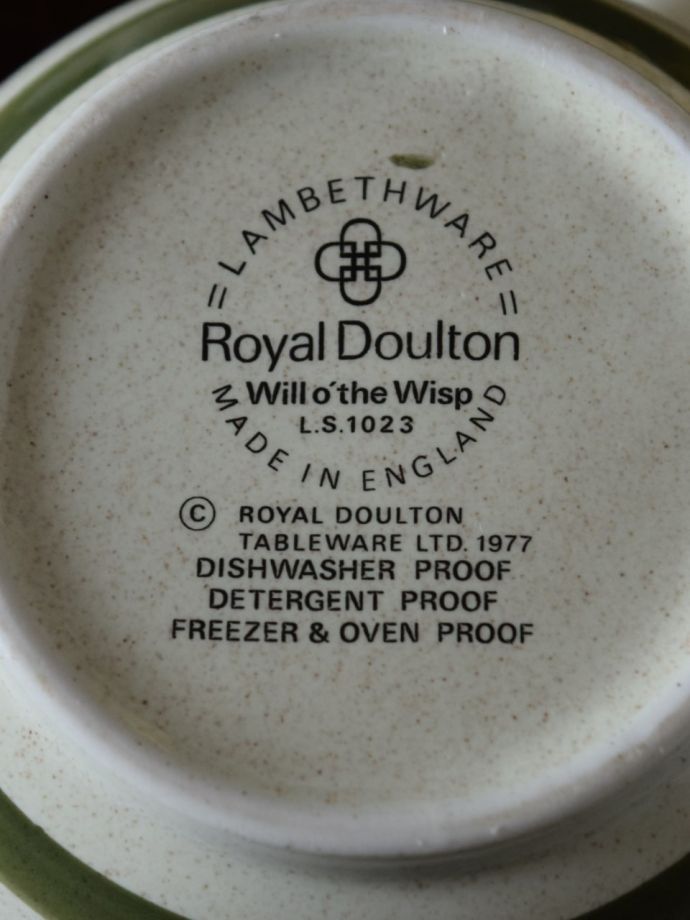 =LAMBETHWARE=
Royal Doulton
Will o'the Wisp
L.S.1023
MADE IN ENGLAND
© ROYAL DOULTON
TABLEWARE LTD. 1977
DISHWASHER PROOF
DETERGENT PROOF
FREEZER & OVEN PROOF